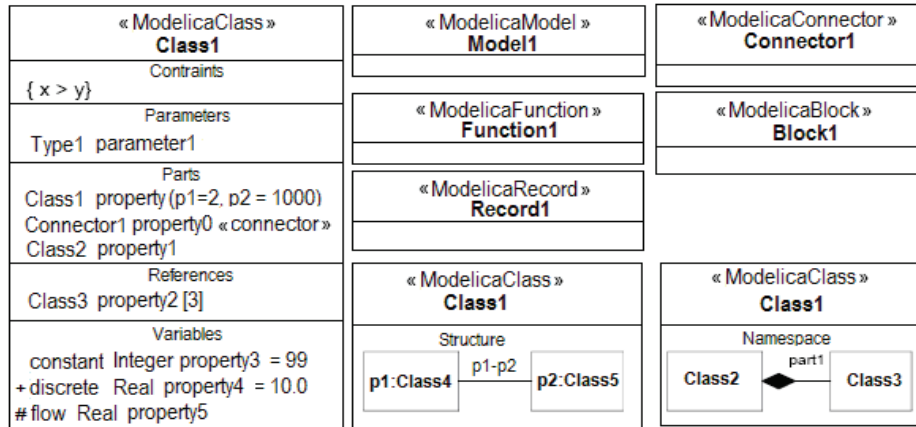 «ModelicaClass»
Class1
Contraints
{ x > y}
Parameters
Type1 parameter1
Parts
Class1 property (p1=2, p2 = 1000)
Connector1 property0 «connector»
Class2 property1
References
Class3 property2 [3]
Variables
constant Integer property3 = 99
+ discrete Real property4 = 10.0
# flow Real property5
«ModelicaModel»
Model1
«ModelicaConnector»
Connector1
«ModelicaFunction»
Function1
«ModelicaBlock»
Block1
«ModelicaRecord»
Record1
«ModelicaClass»
Class1
Structure
p1:Class4
p1-p2
p2:Class5
«ModelicaClass»
Class1
Namespace
Class2
part1
Class3